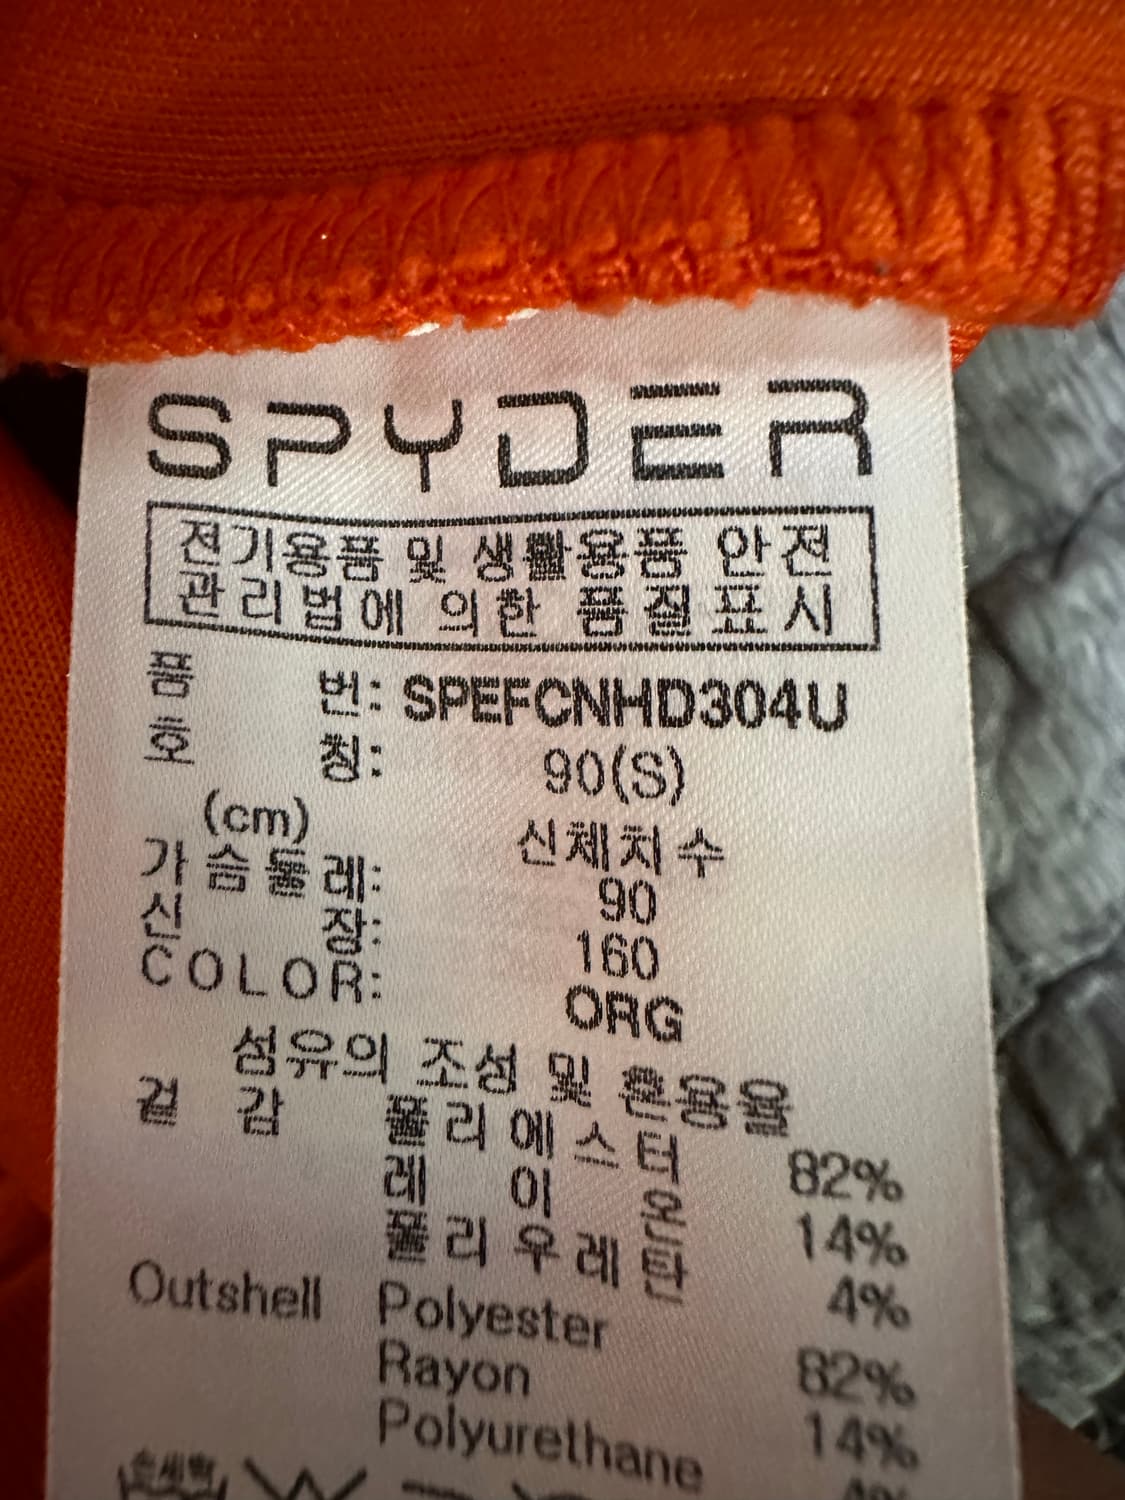 SPYDER
전기용품 및 생활용품 안전
관리법에 의한 품질표시
품 번: SPEFCNHD304U
호 칭: 90(S)
(cm) 신체치수
가슴둘레: 90
신 장: 160
COLOR: ORG
섬유의 조성 및 혼용율
겉 감 폴리에스터 82%
레 이 온 14%
폴리우레탄 4%
Outshell Polyester 82%
Rayon 14%
Polyurethane 4%
손세탁